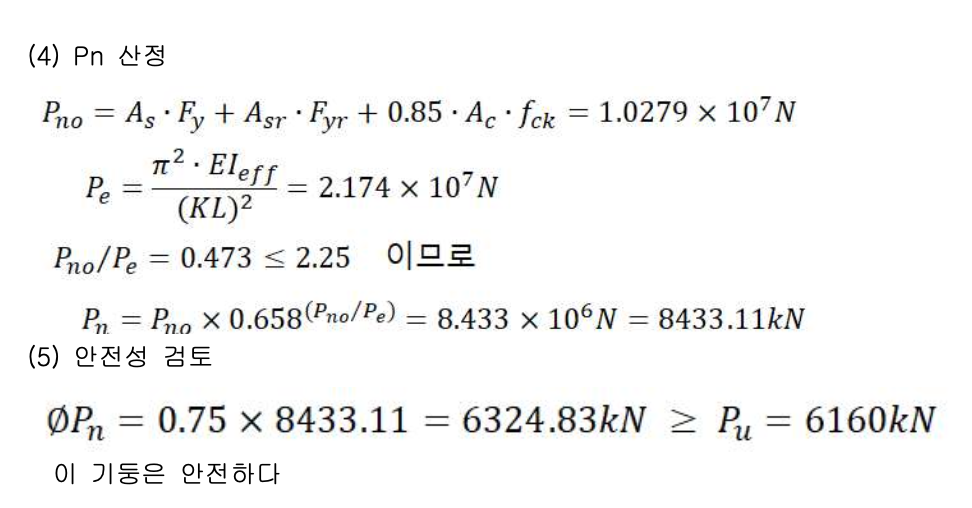 (4) Pn 산정
P_no = A_s · F_y + A_sr · F_yr + 0.85 · A_c · f_ck = 1.0279 × 10^7 N
P_e = π^2 · EI_eff / (KL)^2 = 2.174 × 10^7 N
P_no/P_e = 0.473 ≤ 2.25 이므로
P_n = P_no × 0.658^(P_no/P_e) = 8.433 × 10^6 N = 8433.11kN
(5) 안전성 검토
∅P_n = 0.75 × 8433.11 = 6324.83kN ≥ P_u = 6160kN
이 기둥은 안전하다